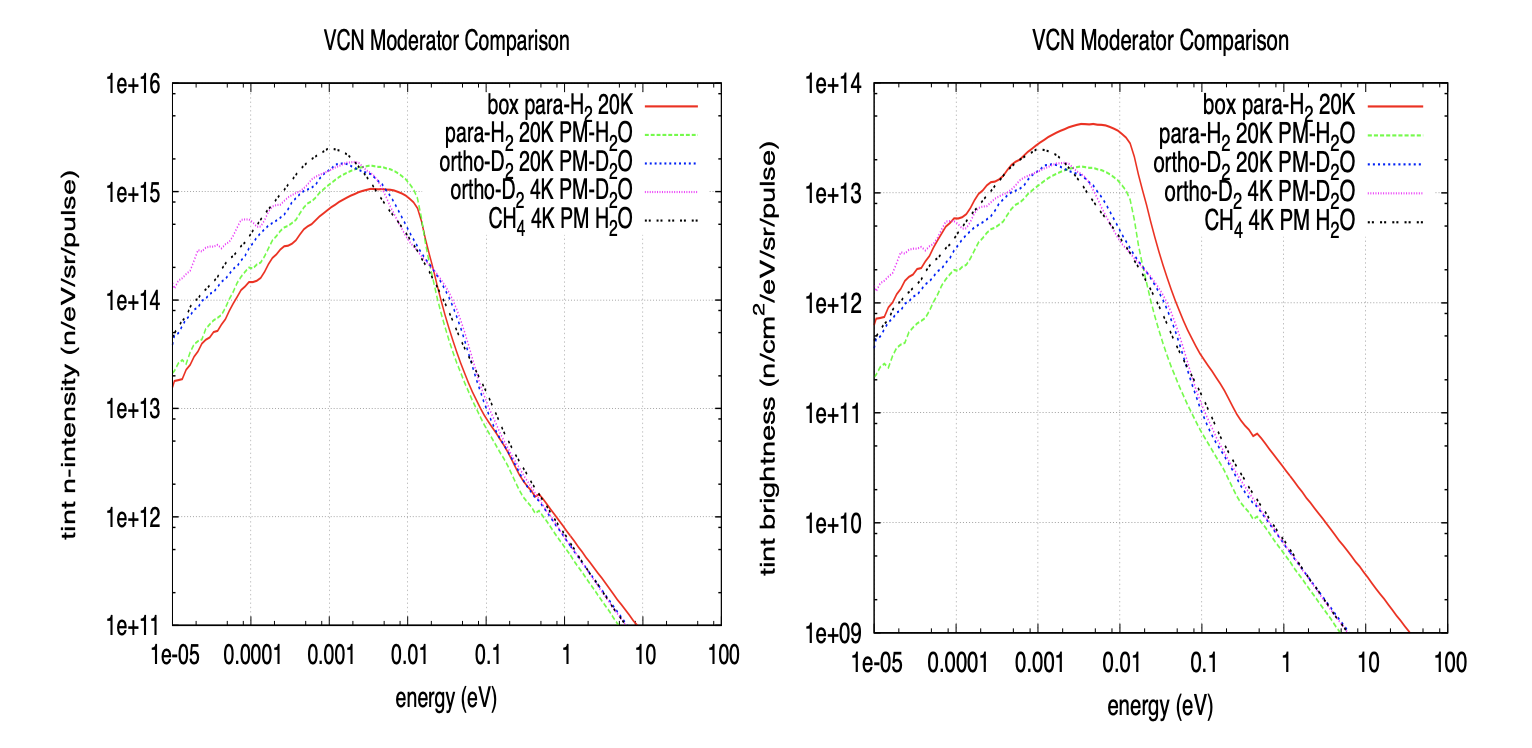 VCN Moderator Comparison
tint n-intensity (n/eV/sr/pulse)
1e+16
1e+15
1e+14
1e+13
1e+12
1e+11
box para-H2 20K
para-H2 20K PM-H2O
ortho-D2 20K PM-D2O
ortho-D2 4K PM-D2O
CH4 4K PM H2O
1e-05 0.0001 0.001 0.01 0.1 1 10 100
energy (eV)
VCN Moderator Comparison
tint brightness (n/cm2/eV/sr/pulse)
1e+14
1e+13
1e+12
1e+11
1e+10
1e+09
box para-H2 20K
para-H2 20K PM-H2O
ortho-D2 20K PM-D2O
ortho-D2 4K PM-D2O
CH4 4K PM H2O
1e-05 0.0001 0.001 0.01 0.1 1 10 100
energy (eV)